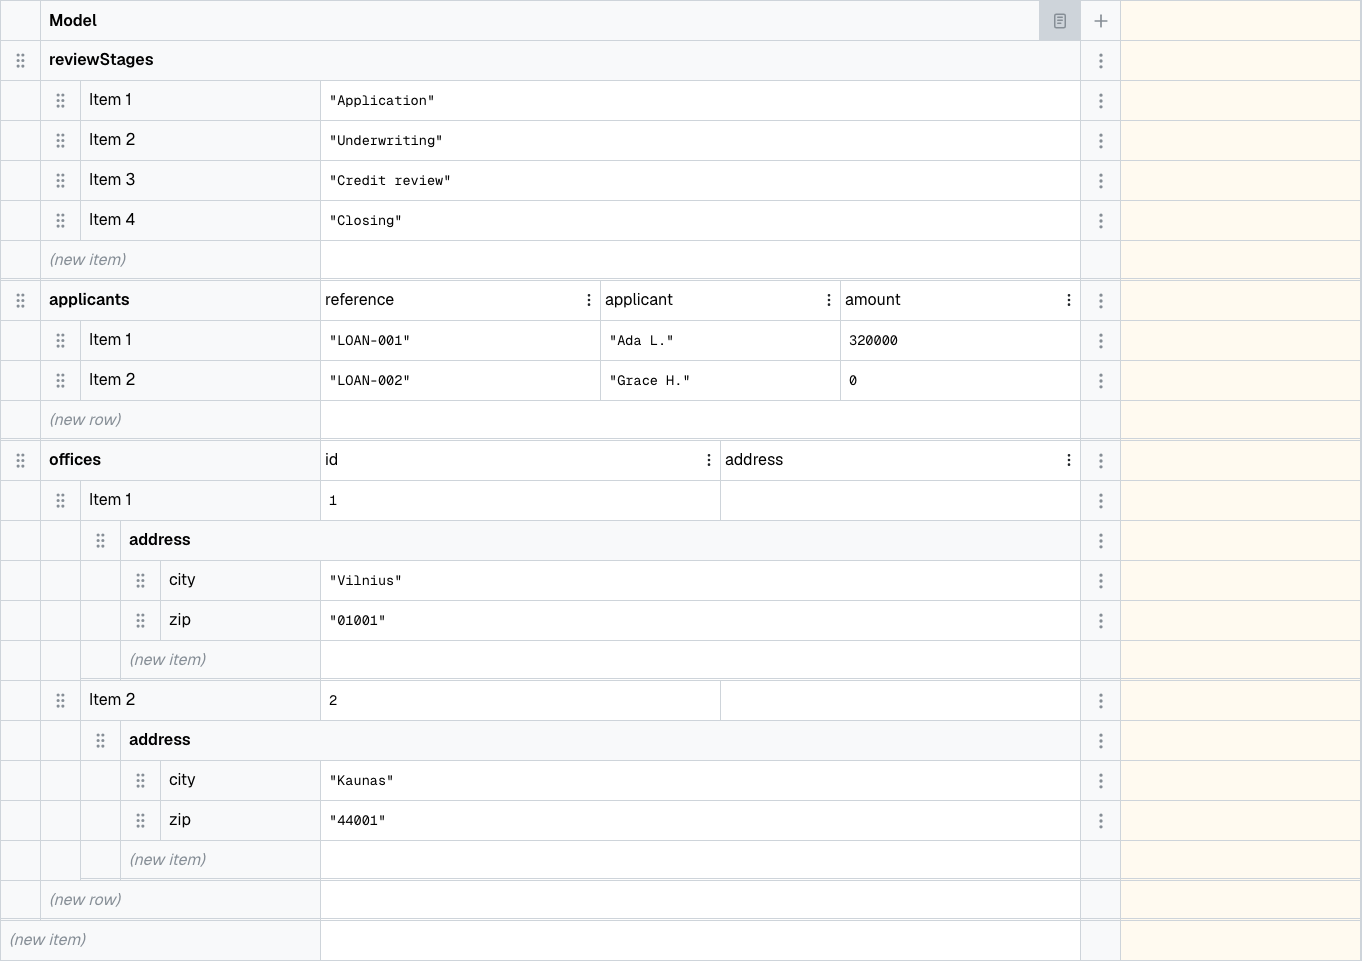 Model
reviewStages
Item 1 "Application"
Item 2 "Underwriting"
Item 3 "Credit review"
Item 4 "Closing"
(new item)
applicants reference applicant amount
Item 1 "LOAN-001" "Ada L." 320000
Item 2 "LOAN-002" "Grace H." 0
(new row)
offices id address
Item 1 1
address
city "Vilnius"
zip "01001"
(new item)
Item 2 2
address
city "Kaunas"
zip "44001"
(new item)
(new row)
(new item)